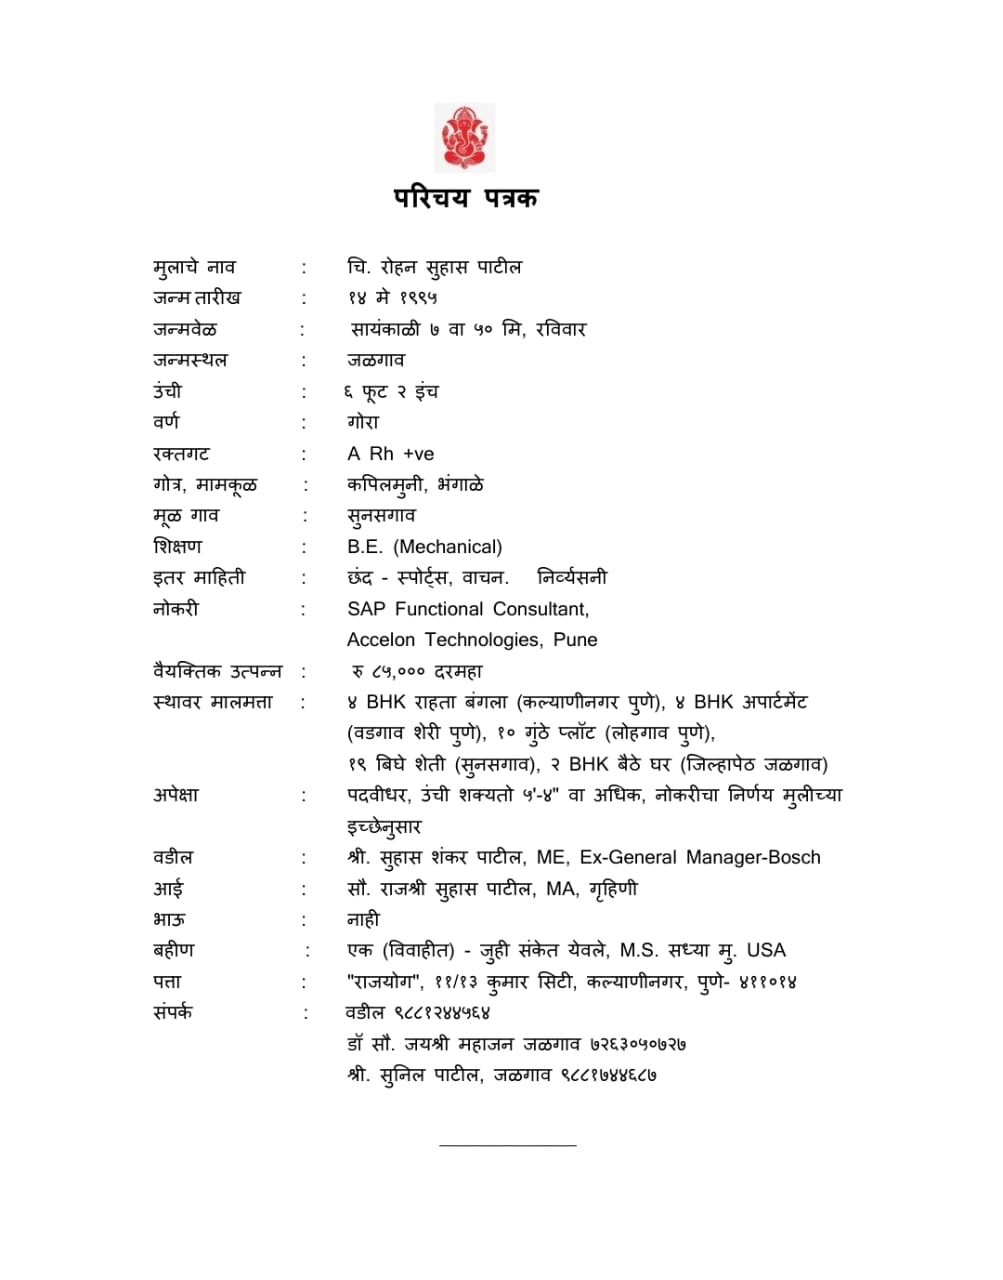 परिचय पत्रक
मुलाचे नाव : चि. रोहन सुहास पाटील
जन्म तारीख : १४ मे १९९५
जन्मवेळ : सायंकाळी ७ वा ५० मि, रविवार
जन्मस्थल : जळगाव
उंची : ६ फूट २ इंच
वर्ण : गोरा
रक्तगट : A Rh +ve
गोत्र, मामकूळ : कपिलमुनी, भंगाळे
मूळ गाव : सुनसगाव
शिक्षण : B.E. (Mechanical)
इतर माहिती : छंद - स्पोर्ट्स, वाचन. निर्व्यसनी
नोकरी : SAP Functional Consultant,
Accelon Technologies, Pune
वैयक्तिक उत्पन्न : रु ८५,००० दरमहा
स्थावर मालमत्ता : ४ BHK राहता बंगला (कल्याणीनगर पुणे), ४ BHK अपार्टमेंट
(वडगाव शेरी पुणे), १० गुंठे प्लॉट (लोहगाव पुणे),
१९ बिघे शेती (सुनसगाव), २ BHK बैठे घर (जिल्हापेठ जळगाव)
अपेक्षा : पदवीधर, उंची शक्यतो ५'-४" वा अधिक, नोकरीचा निर्णय मुलीच्या
इच्छेनुसार
वडील : श्री. सुहास शंकर पाटील, ME, Ex-General Manager-Bosch
आई : सौ. राजश्री सुहास पाटील, MA, गृहिणी
भाऊ : नाही
बहीण : एक (विवाहीत) - जुही संकेत येवले, M.S. सध्या मु. USA
पत्ता : "राजयोग", ११/१३ कुमार सिटी, कल्याणीनगर, पुणे- ४११०१४
संपर्क : वडील ९८८१२४४५६४
डॉ सौ. जयश्री महाजन जळगाव ७२६३०५०७२७
श्री. सुनिल पाटील, जळगाव ९८८१७४४६८७